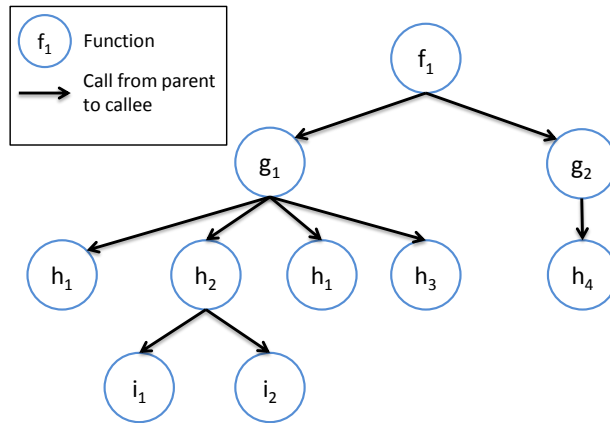 f₁ Function
Call from parent
to callee
f₁
g₁ g₂
h₁ h₂ h₁ h₃ h₄
i₁ i₂